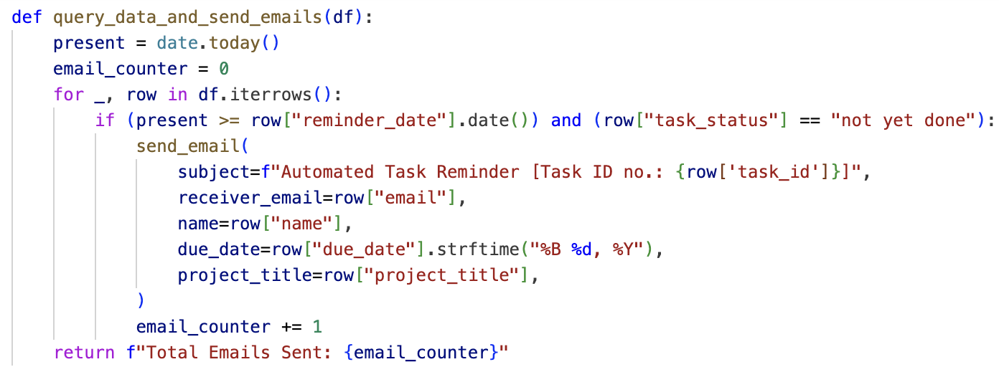 def query_data_and_send_emails(df):
    present = date.today()
    email_counter = 0
    for _, row in df.iterrows():
        if (present >= row["reminder_date"].date()) and (row["task_status"] == "not yet done"):
            send_email(
                subject=f"Automated Task Reminder [Task ID no.: {row['task_id']}]",
                receiver_email=row["email"],
                name=row["name"],
                due_date=row["due_date"].strftime("%B %d, %Y"),
                project_title=row["project_title"],
            )
            email_counter += 1
    return f"Total Emails Sent: {email_counter}"